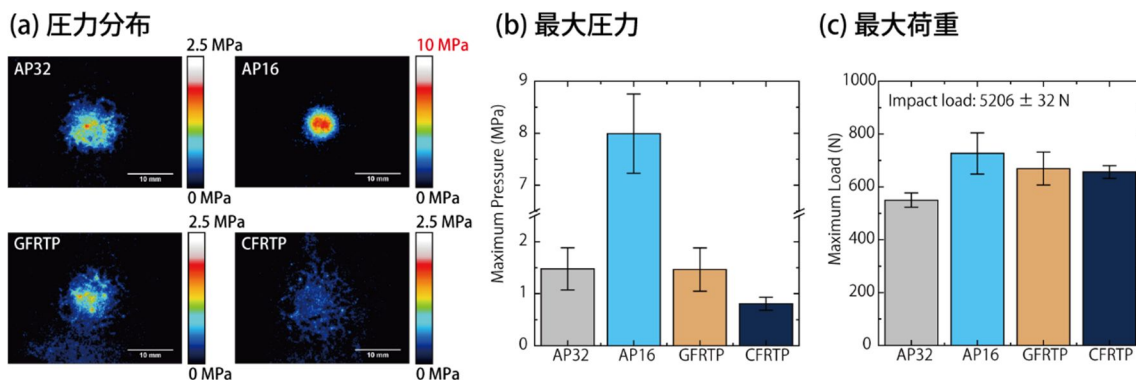 (a) 圧力分布
AP32
2.5 MPa
0 MPa
10 mm
AP16
10 MPa
0 MPa
10 mm
GFRTP
2.5 MPa
0 MPa
10 mm
CFRTP
2.5 MPa
0 MPa
10 mm
(b) 最大圧力
Maximum Pressure (MPa)
9
8
7
2
1
0
AP32 AP16 GFRTP CFRTP
(c) 最大荷重
Impact load: 5206 ± 32 N
Maximum Load (N)
1000
800
600
400
200
0
AP32 AP16 GFRTP CFRTP